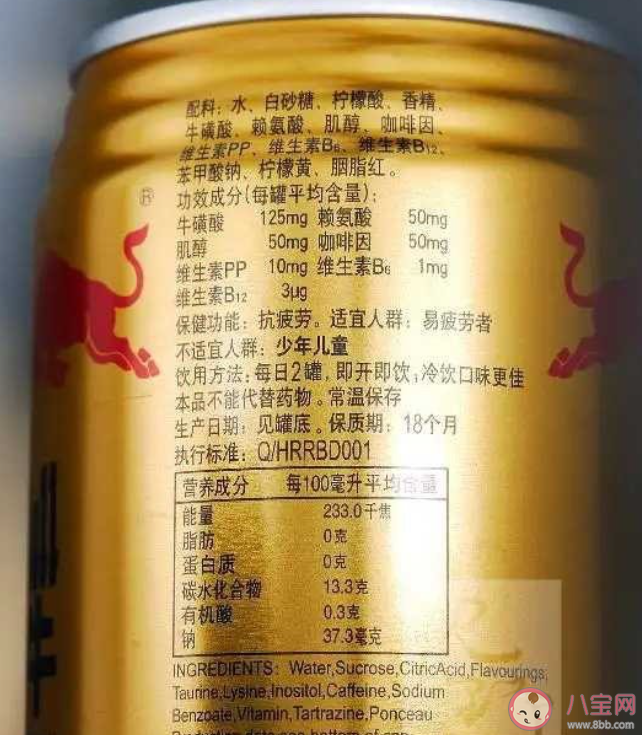 配料：水、白砂糖、柠檬酸、香精、
牛磺酸、赖氨酸、肌醇、咖啡因、
维生素PP、维生素B₆、维生素B₁₂、
苯甲酸钠、柠檬黄、胭脂红。
®
功效成分(每罐平均含量)：
牛磺酸 125mg 赖氨酸 50mg
肌醇 50mg 咖啡因 50mg
维生素PP 10mg 维生素B₆ 1mg
维生素B₁₂ 3μg
保健功能：抗疲劳。适宜人群：易疲劳者
不适宜人群：少年儿童
饮用方法：每日2罐，即开即饮，冷饮口味更佳
本品不能代替药物。常温保存
生产日期：见罐底。保质期：18个月
执行标准：Q/HRRBD001
营养成分 每100毫升平均含量
能量 233.0千焦
脂肪 0克
蛋白质 0克
碳水化合物 13.3克
有机酸 0.3克
钠 37.3毫克
INGREDIENTS: Water,Sucrose,CitricAcid,Flavourings,
Taurine,Lysine,Inositol,Caffeine,Sodium
Benzoate,Vitamin,Tartrazine,Ponceau
八宝网
www.8bb.com